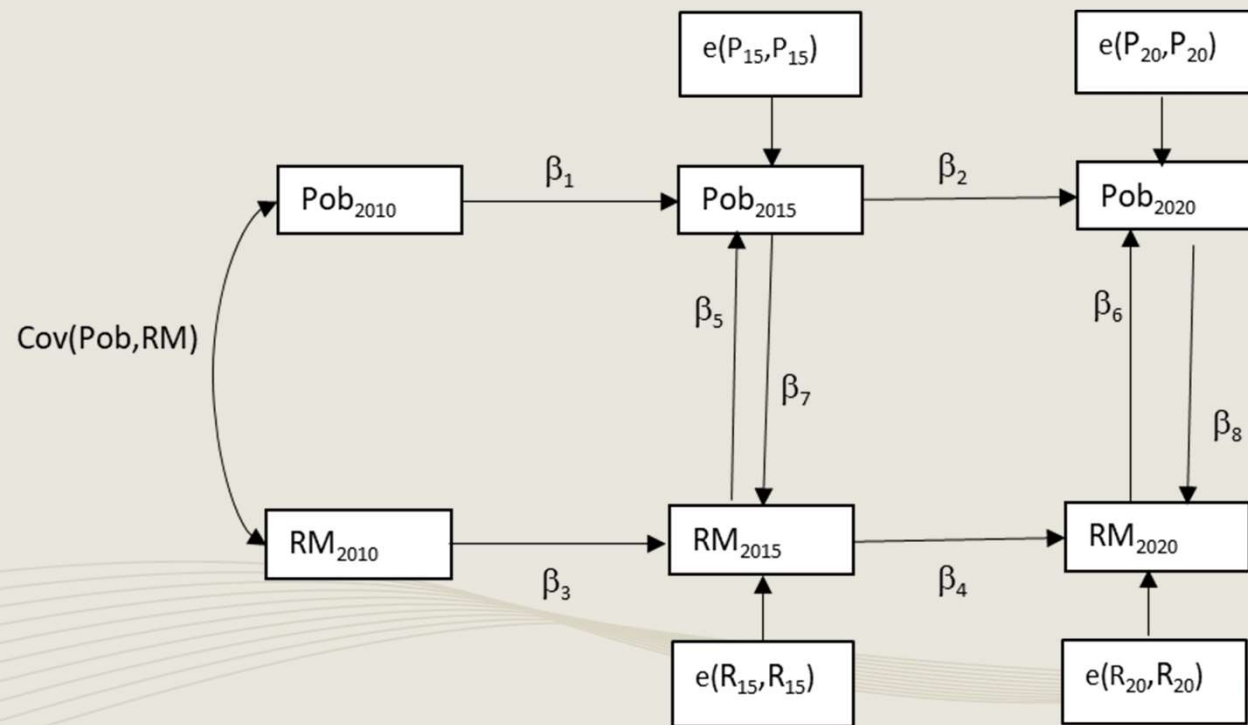 e(P₁₅,P₁₅)
e(P₂₀,P₂₀)
β₁
β₂
Pob₂₀₁₀
Pob₂₀₁₅
Pob₂₀₂₀
β₅
β₆
Cov(Pob,RM)
β₇
β₈
RM₂₀₁₀
RM₂₀₁₅
RM₂₀₂₀
β₃
β₄
e(R₁₅,R₁₅)
e(R₂₀,R₂₀)